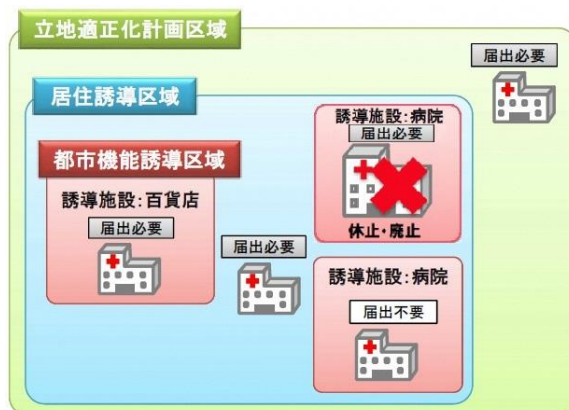 立地適正化計画区域
届出必要
居住誘導区域
誘導施設:病院
届出必要
休止・廃止
都市機能誘導区域
誘導施設:百貨店
届出必要
届出必要
誘導施設:病院
届出不要